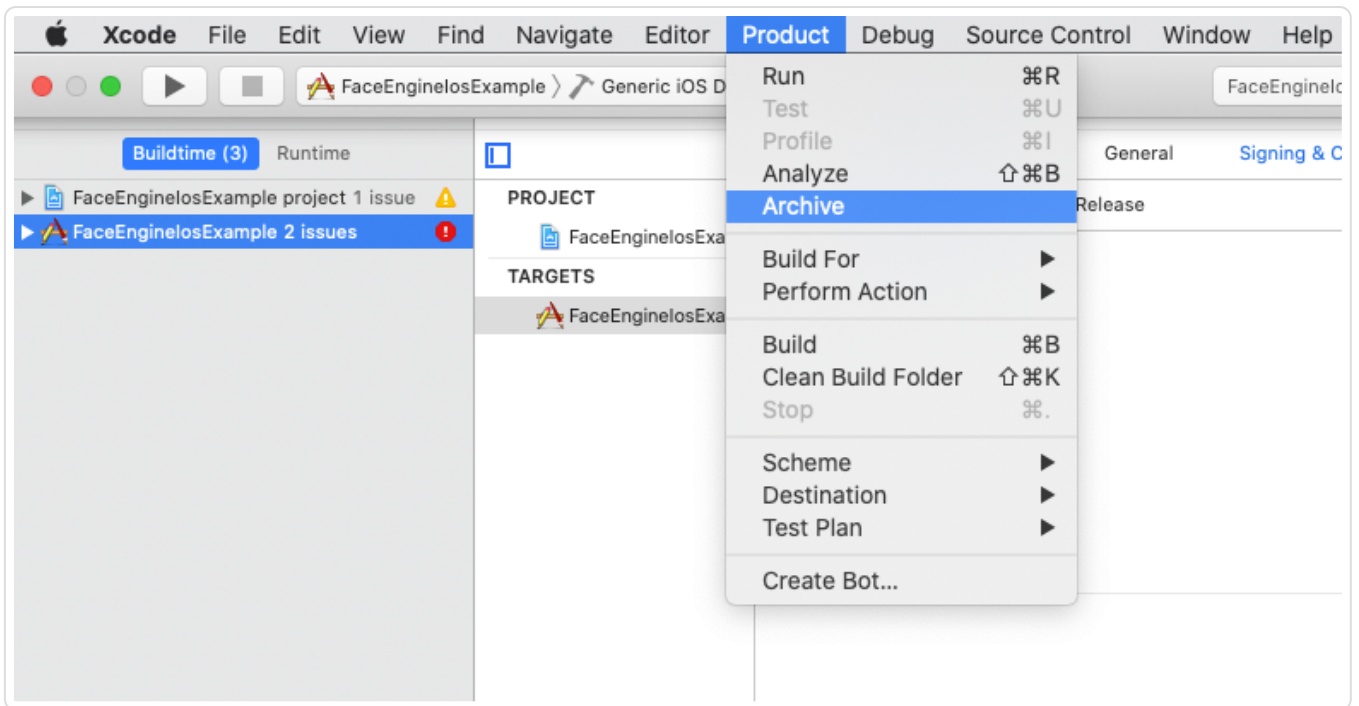 Xcode File Edit View Find Navigate Editor Product Debug Source Control Window Help
FaceEngineIosExample 〉 Generic iOS D
FaceEngineIo
Buildtime (3) Runtime
FaceEngineIosExample project 1 issue
FaceEngineIosExample 2 issues
PROJECT
FaceEngineIosExa
TARGETS
FaceEngineIosExa
Run ⌘R
Test ⌘U
Profile ⌘I
Analyze ⇧⌘B
Archive
Build For ▶
Perform Action ▶
Build ⌘B
Clean Build Folder ⇧⌘K
Stop ⌘.
Scheme ▶
Destination ▶
Test Plan ▶
Create Bot...
General Signing & C
Release